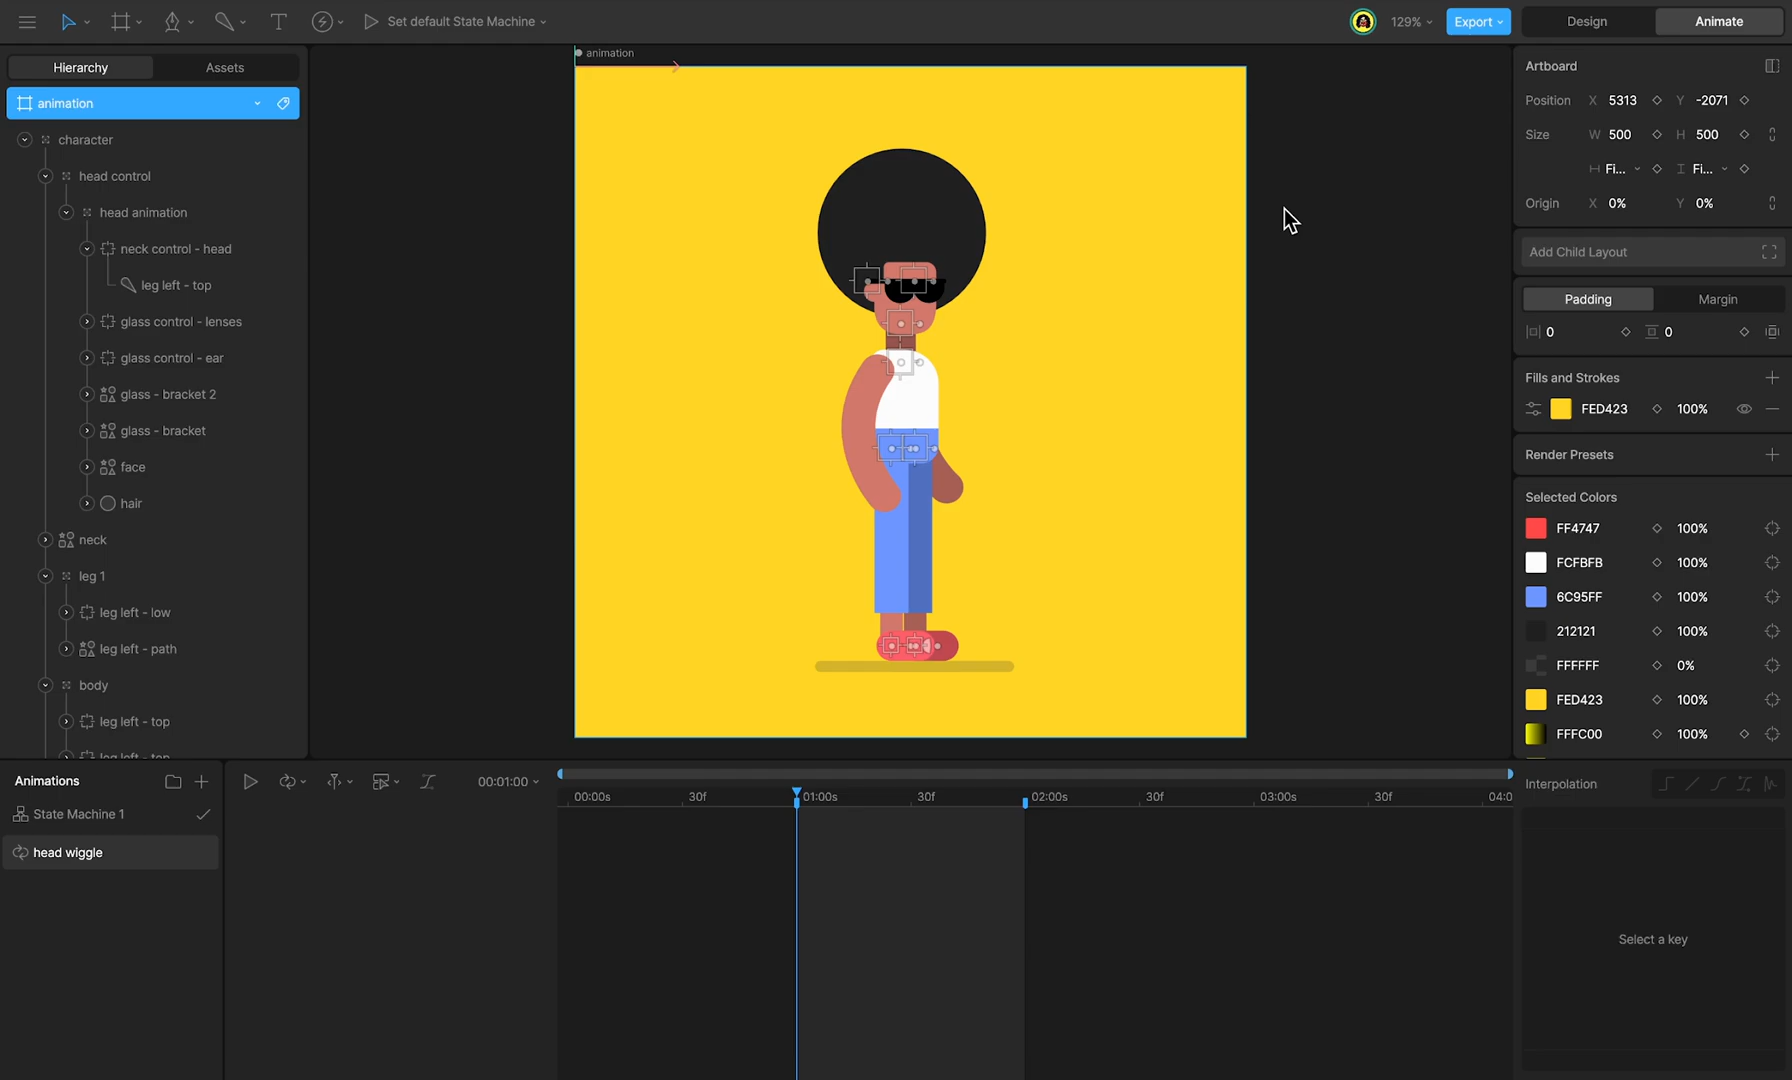 Set default State Machine
129%
Export
Design
Animate
Hierarchy
Assets
animation
character
head control
head animation
neck control - head
leg left - top
glass control - lenses
glass control - ear
glass - bracket 2
glass - bracket
face
hair
neck
leg 1
leg left - low
leg left - path
body
leg left - top
leg left - top
animation
Artboard
Position X 5313 Y -2071
Size W 500 H 500
Fi... Fi...
Origin X 0% Y 0%
Add Child Layout
Padding
Margin
0 0
Fills and Strokes
FED423 100%
Render Presets
Selected Colors
FF4747 100%
FCFBFB 100%
6C95FF 100%
212121 100%
FFFFFF 0%
FED423 100%
FFFC00 100%
Animations
State Machine 1
head wiggle
00:01:00
00:00s 30f 01:00s 30f 02:00s 30f 03:00s 30f 04:0
Interpolation
Select a key